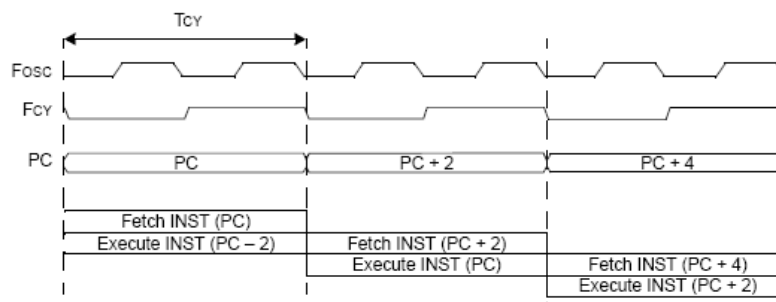 TCY
FOSC
FCY
PC PC PC + 2 PC + 4
Fetch INST (PC)
Execute INST (PC – 2) Fetch INST (PC + 2)
Execute INST (PC) Fetch INST (PC + 4)
Execute INST (PC + 2)